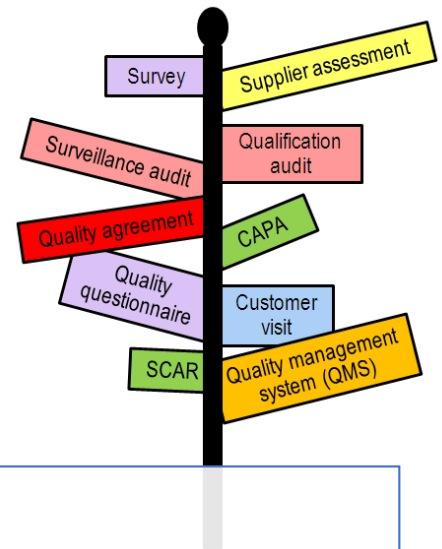 Survey
Supplier assessment
Surveillance audit
Qualification
audit
Quality agreement
CAPA
Quality
questionnaire
Customer
visit
SCAR
Quality management
system (QMS)